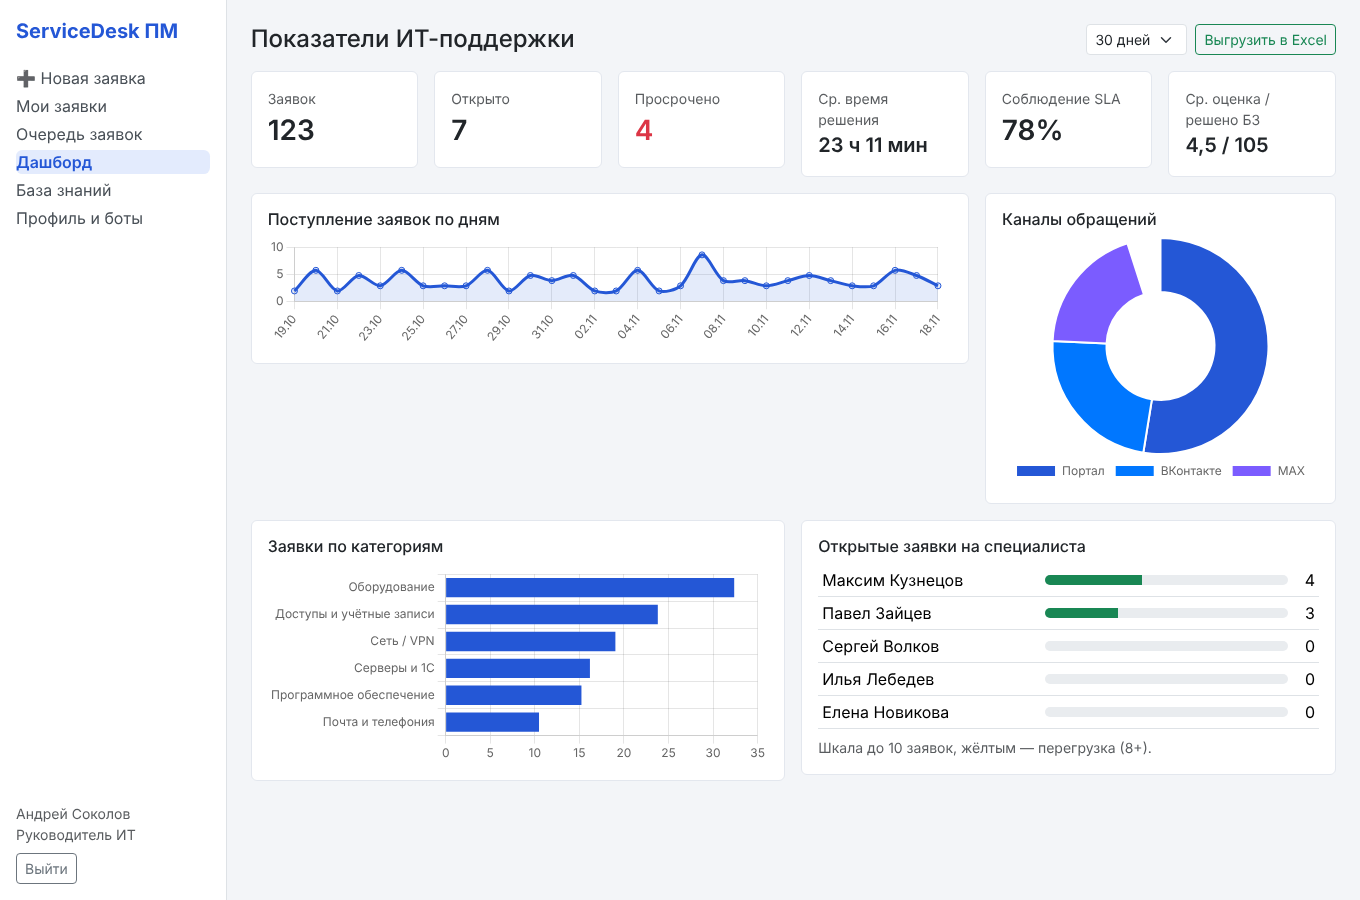 ServiceDesk ПМ
➕ Новая заявка
Мои заявки
Очередь заявок
Дашборд
База знаний
Профиль и боты
Андрей Соколов
Руководитель ИТ
Выйти
Показатели ИТ-поддержки
30 дней
Выгрузить в Excel
Заявок
123
Открыто
7
Просрочено
4
Ср. время
решения
23 ч 11 мин
Соблюдение SLA
78%
Ср. оценка /
решено БЗ
4,5 / 105
Поступление заявок по дням
10
5
0
19.10 21.10 23.10 25.10 27.10 29.10 31.10 02.11 04.11 06.11 08.11 10.11 12.11 14.11 16.11 18.11
Каналы обращений
Портал ВКонтакте MAX
Заявки по категориям
Оборудование
Доступы и учётные записи
Сеть / VPN
Серверы и 1С
Программное обеспечение
Почта и телефония
0 5 10 15 20 25 30 35
Открытые заявки на специалиста
Максим Кузнецов 4
Павел Зайцев 3
Сергей Волков 0
Илья Лебедев 0
Елена Новикова 0
Шкала до 10 заявок, жёлтым — перегрузка (8+).